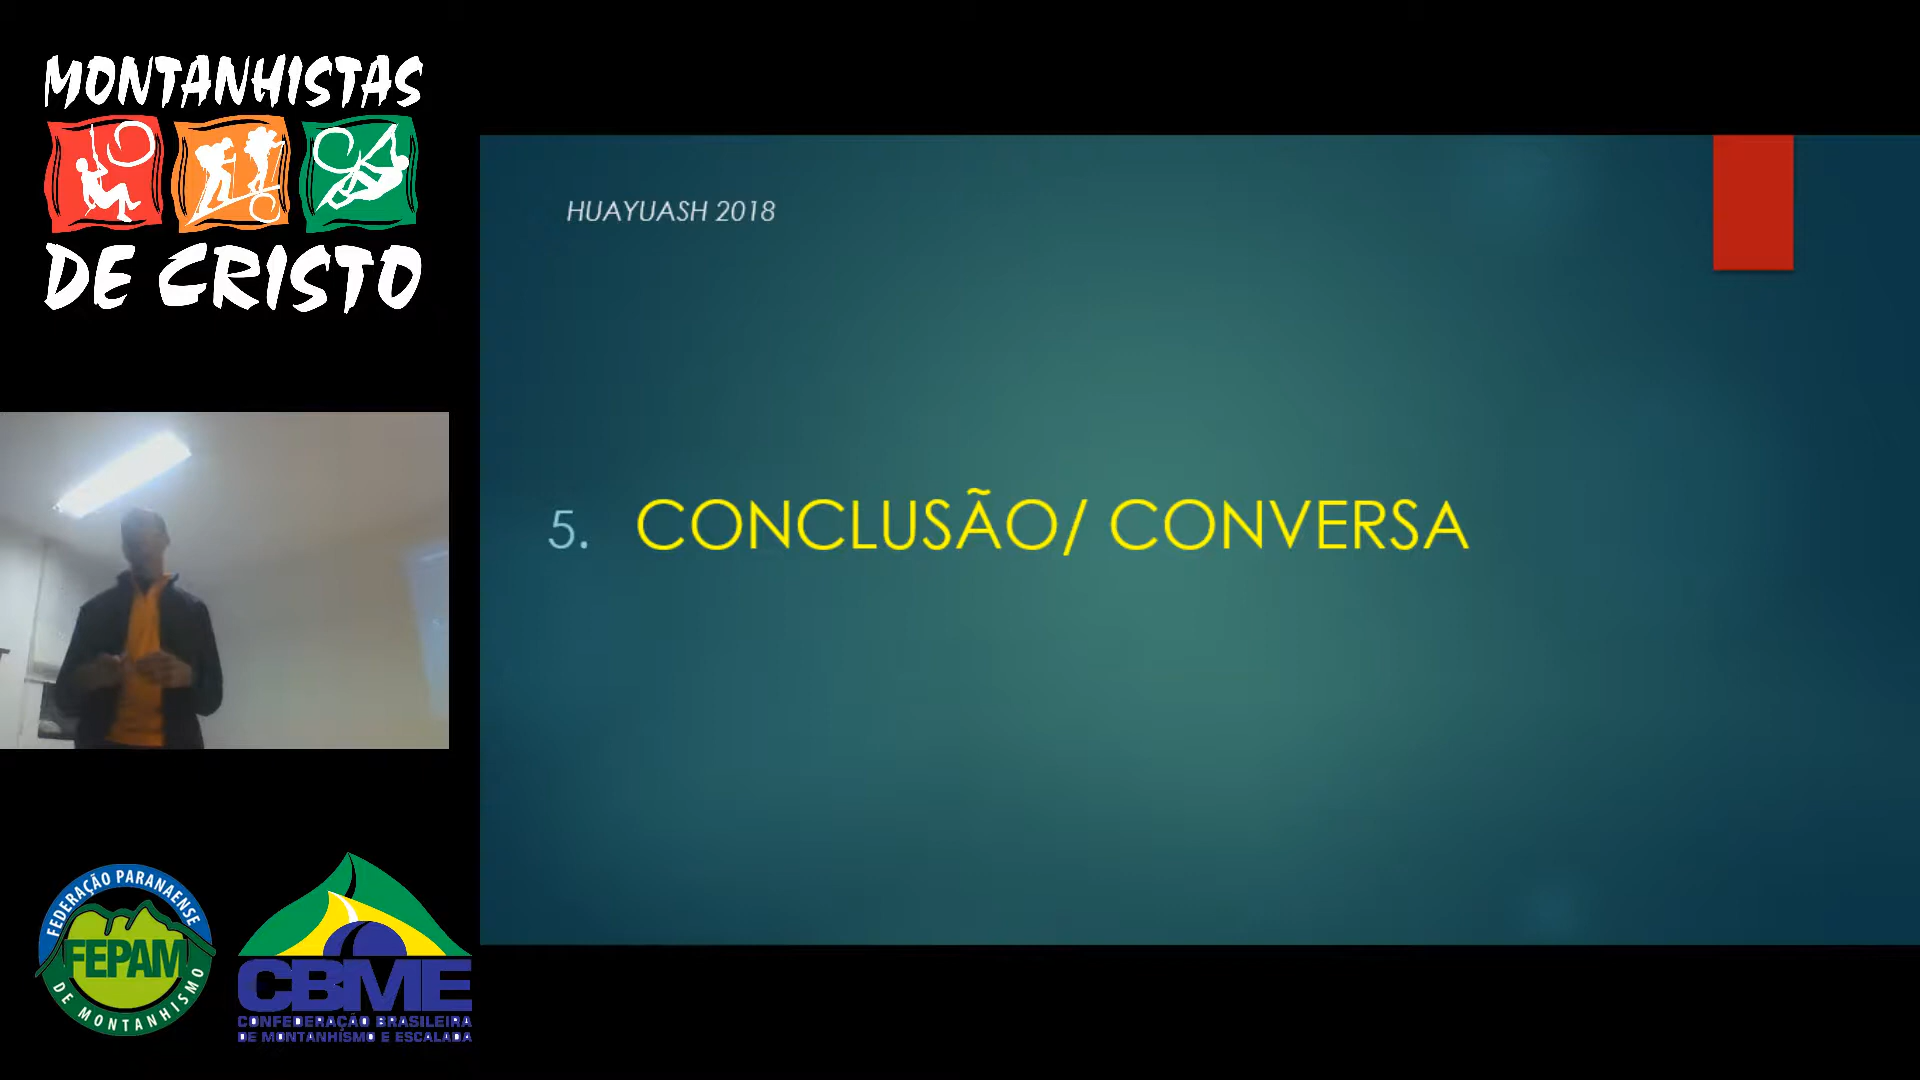 MONTANHISTAS
DE CRISTO
HUAYUASH 2018
5. CONCLUSÃO/ CONVERSA
FEDERAÇÃO PARANAENSE
FEPAM
DE MONTANHISMO
CBME
CONFEDERAÇÃO BRASILEIRA
DE MONTANHISMO E ESCALADA